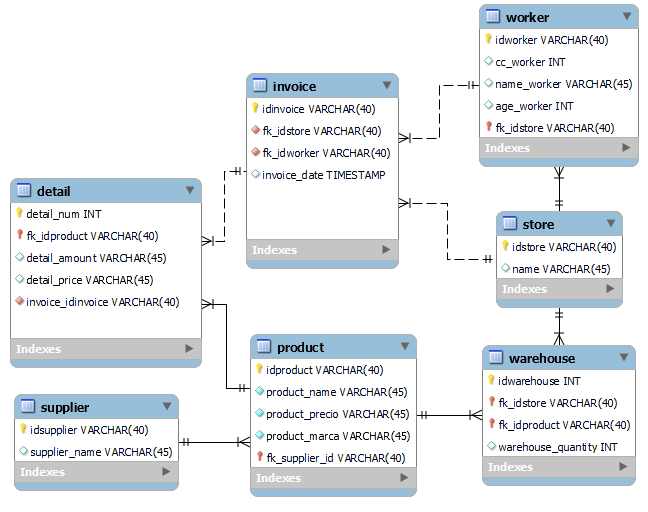 worker
idworker VARCHAR(40)
cc_worker INT
name_worker VARCHAR(45)
age_worker INT
fk_idstore VARCHAR(40)
Indexes
invoice
idinvoice VARCHAR(40)
fk_idstore VARCHAR(40)
fk_idworker VARCHAR(40)
invoice_date TIMESTAMP
Indexes
detail
detail_num INT
fk_idproduct VARCHAR(40)
detail_amount VARCHAR(45)
detail_price VARCHAR(45)
invoice_idinvoice VARCHAR(40)
Indexes
store
idstore VARCHAR(40)
name VARCHAR(45)
Indexes
product
idproduct VARCHAR(40)
product_name VARCHAR(45)
product_precio VARCHAR(45)
product_marca VARCHAR(45)
fk_supplier_id VARCHAR(40)
Indexes
warehouse
idwarehouse INT
fk_idstore VARCHAR(40)
fk_idproduct VARCHAR(40)
warehouse_quantity INT
Indexes
supplier
idsupplier VARCHAR(40)
supplier_name VARCHAR(45)
Indexes